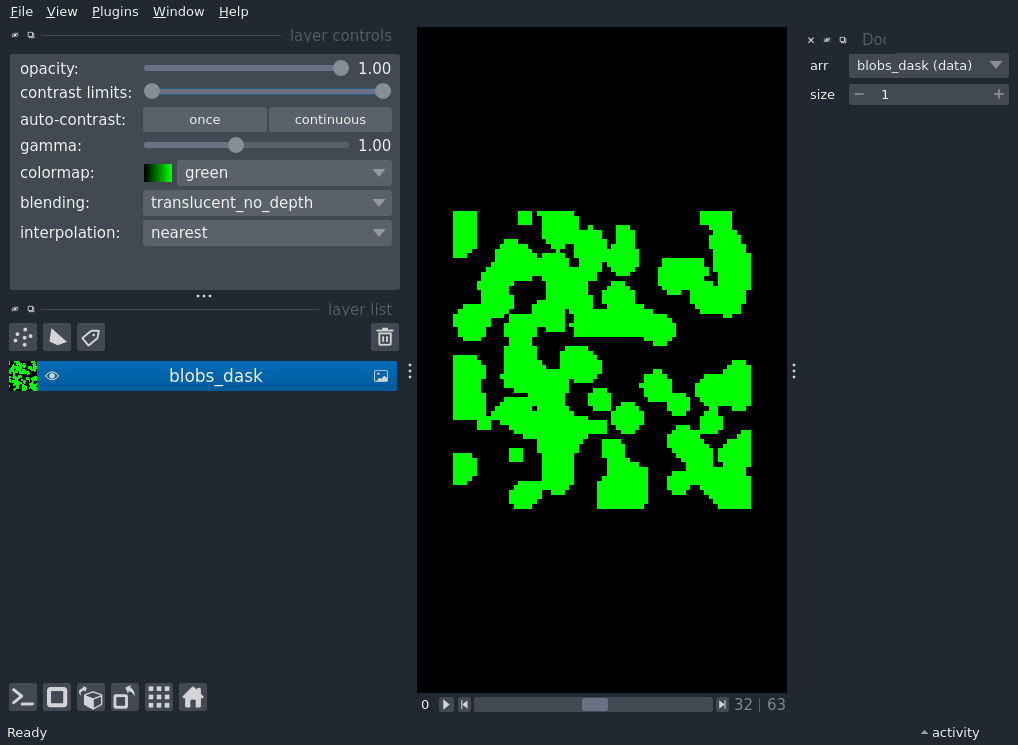 File View Plugins Window Help
layer controls
opacity: 1.00
contrast limits:
auto-contrast: once continuous
gamma: 1.00
colormap: green
blending: translucent_no_depth
interpolation: nearest
layer list
blobs_dask
Ready
0 32 | 63
arr blobs_dask (data)
size 1
activity